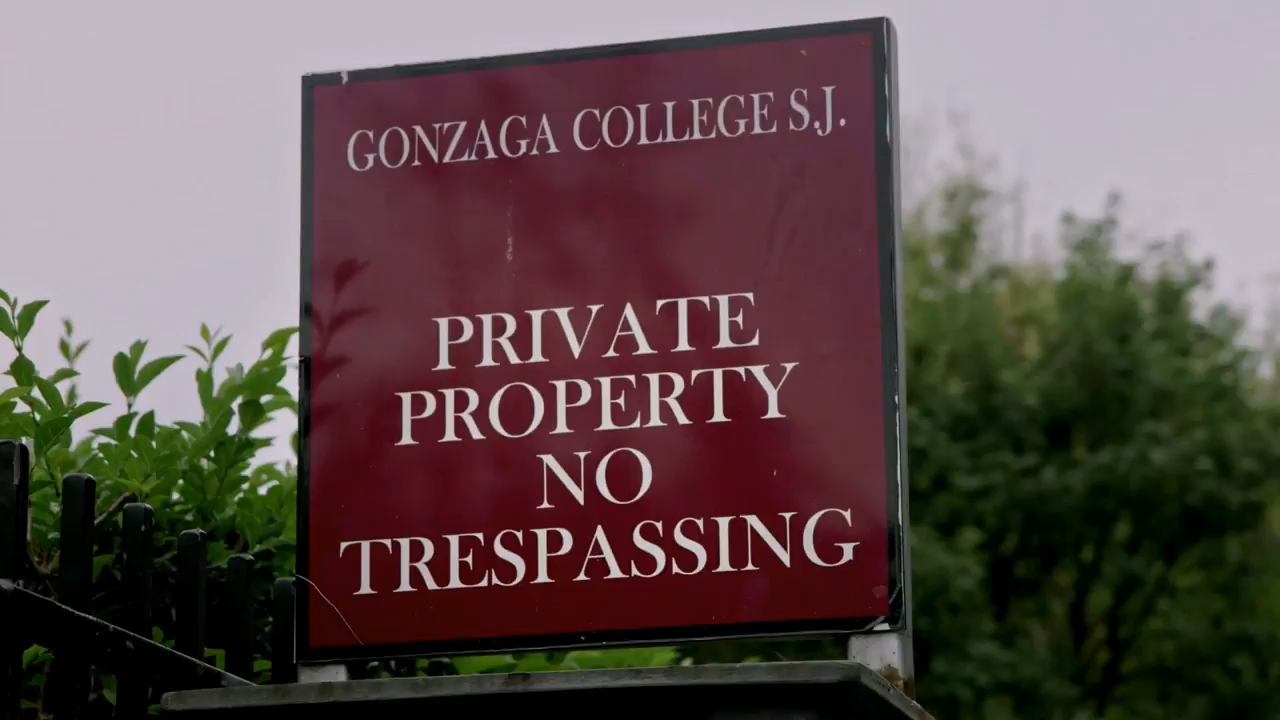 GONZAGA COLLEGE S.J.
PRIVATE
PROPERTY
NO
TRESPASSING